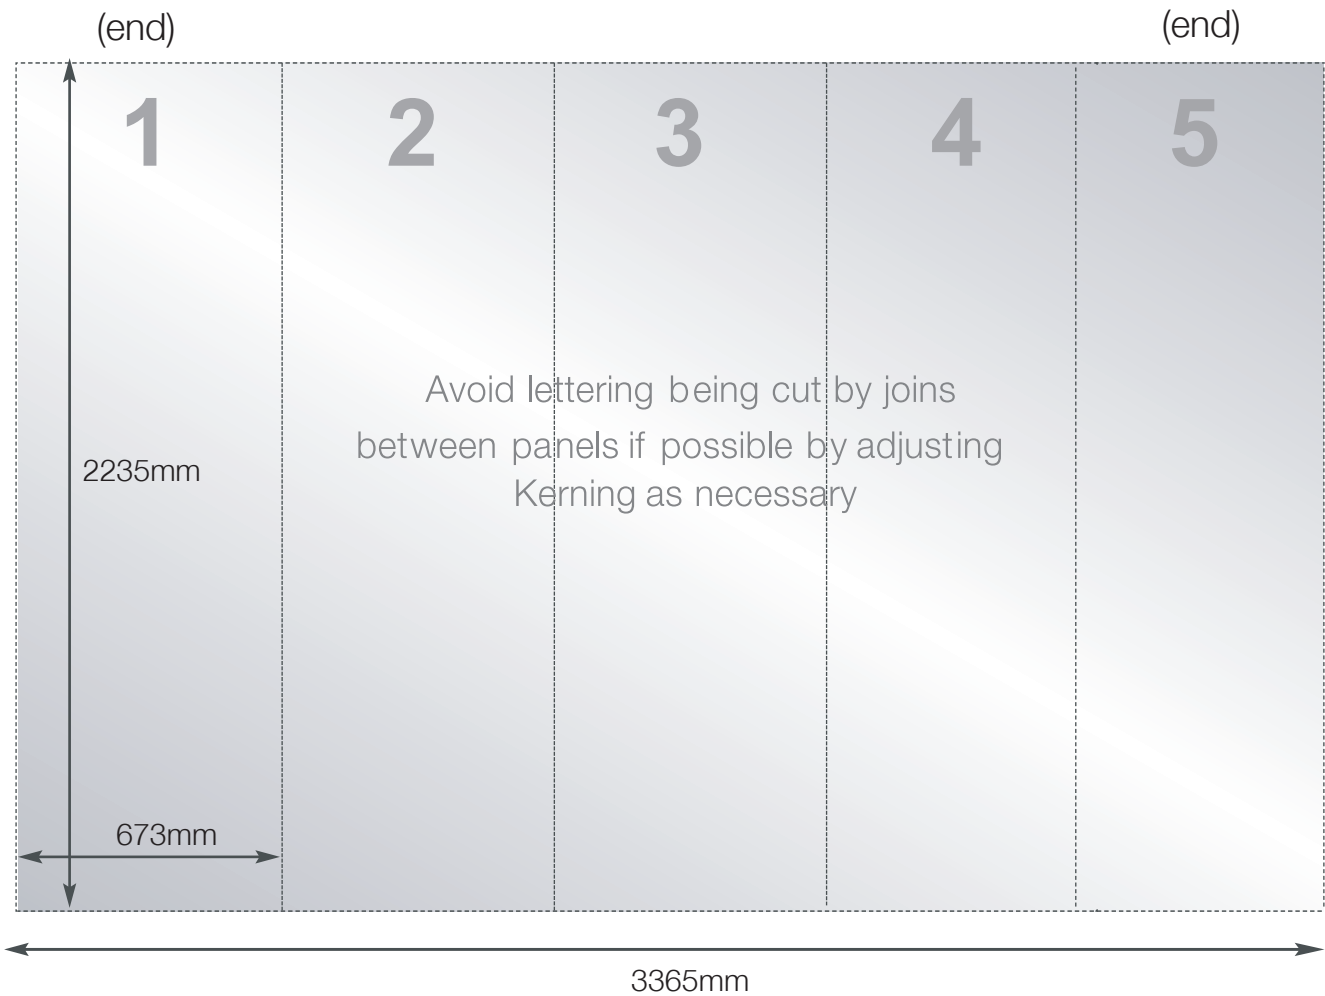 (end) (end)
1 2 3 4 5
Avoid lettering being cut by joins
between panels if possible by adjusting
Kerning as necessary
2235mm
673mm
3365mm